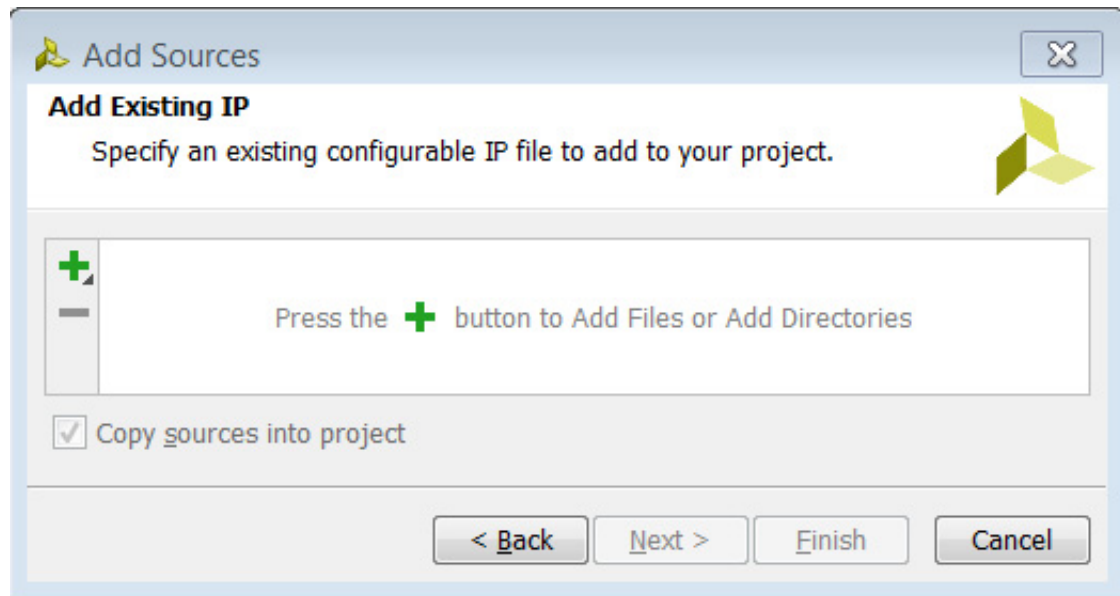 Add Sources
Add Existing IP
Specify an existing configurable IP file to add to your project.
Press the + button to Add Files or Add Directories
Copy sources into project
< Back Next > Finish Cancel